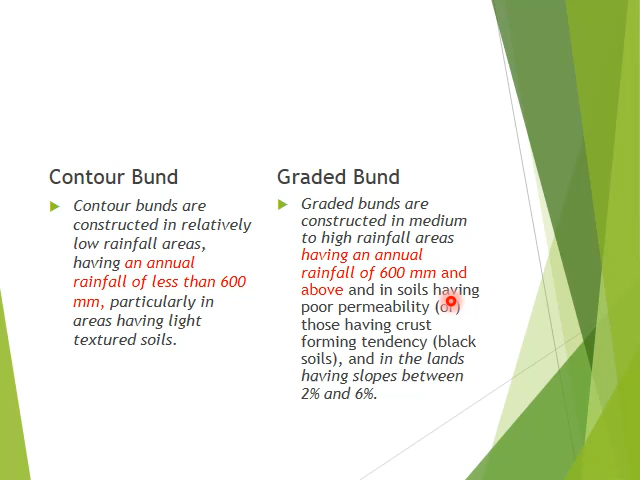 Contour Bund
Contour bunds are
constructed in relatively
low rainfall areas,
having an annual
rainfall of less than 600
mm, particularly in
areas having light
textured soils.
Graded Bund
Graded bunds are
constructed in medium
to high rainfall areas
having an annual
rainfall of 600 mm and
above and in soils having
poor permeability (or)
those having crust
forming tendency (black
soils), and in the lands
having slopes between
2% and 6%.